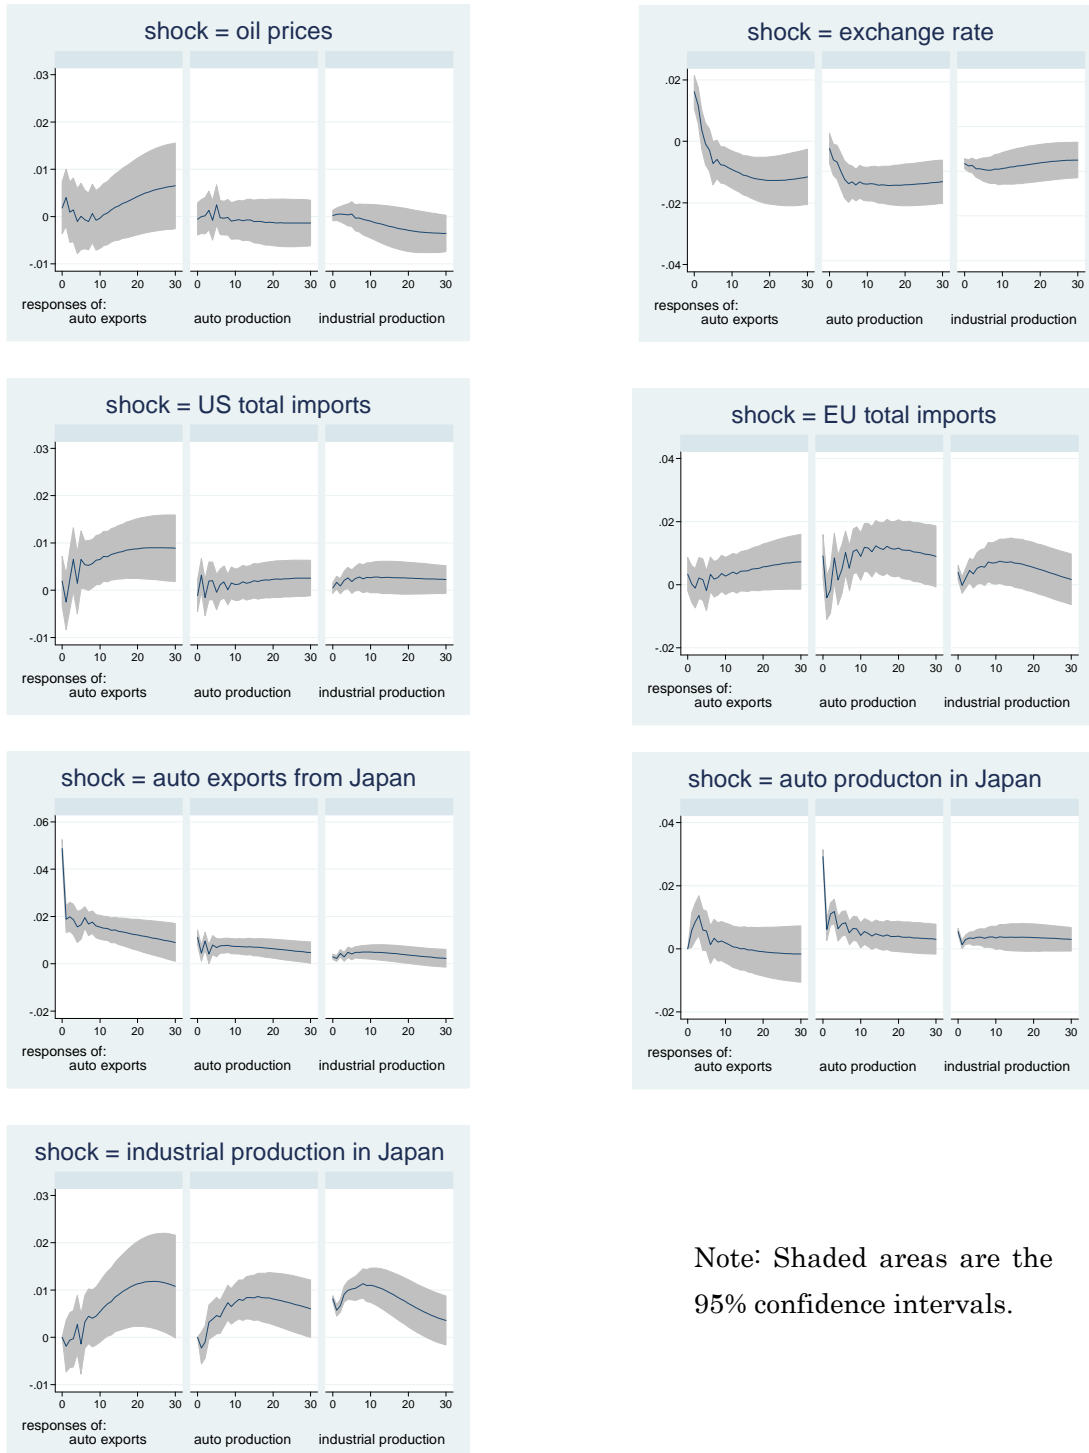 shock = oil prices
.03
.02
.01
0
-.01
0 10 20 30 0 10 20 30 0 10 20 30
responses of:
auto exports auto production industrial production
shock = exchange rate
.02
0
-.02
-.04
0 10 20 30 0 10 20 30 0 10 20 30
responses of:
auto exports auto production industrial production
shock = US total imports
.03
.02
.01
0
-.01
0 10 20 30 0 10 20 30 0 10 20 30
responses of:
auto exports auto production industrial production
shock = EU total imports
.04
.02
0
-.02
0 10 20 30 0 10 20 30 0 10 20 30
responses of:
auto exports auto production industrial production
shock = auto exports from Japan
.06
.04
.02
0
-.02
0 10 20 30 0 10 20 30 0 10 20 30
responses of:
auto exports auto production industrial production
shock = auto producton in Japan
.04
.02
0
-.02
0 10 20 30 0 10 20 30 0 10 20 30
responses of:
auto exports auto production industrial production
shock = industrial production in Japan
.03
.02
.01
0
-.01
0 10 20 30 0 10 20 30 0 10 20 30
responses of:
auto exports auto production industrial production
Note: Shaded areas are the
95% confidence intervals.